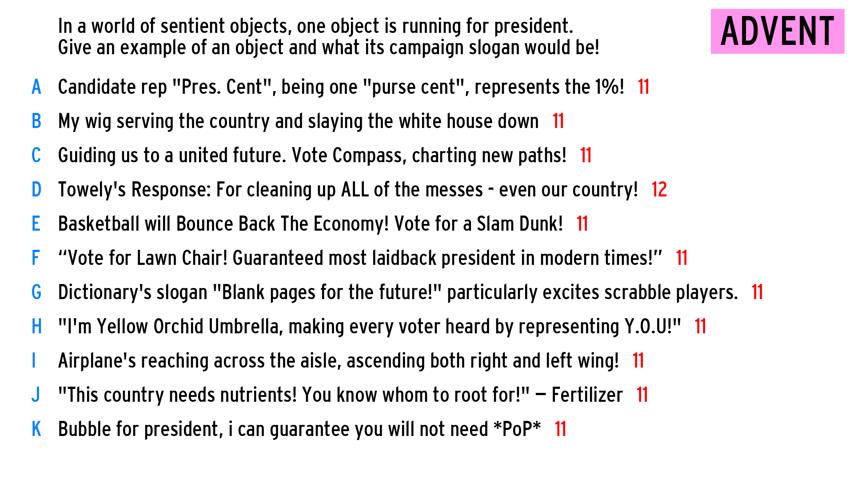 In a world of sentient objects, one object is running for president.
Give an example of an object and what its campaign slogan would be!
ADVENT
A Candidate rep "Pres. Cent", being one "purse cent", represents the 1%! 11
B My wig serving the country and slaying the white house down 11
C Guiding us to a united future. Vote Compass, charting new paths! 11
D Towely's Response: For cleaning up ALL of the messes - even our country! 12
E Basketball will Bounce Back The Economy! Vote for a Slam Dunk! 11
F “Vote for Lawn Chair! Guaranteed most laidback president in modern times!” 11
G Dictionary's slogan "Blank pages for the future!" particularly excites scrabble players. 11
H "I'm Yellow Orchid Umbrella, making every voter heard by representing Y.O.U!" 11
I Airplane's reaching across the aisle, ascending both right and left wing! 11
J "This country needs nutrients! You know whom to root for!" – Fertilizer 11
K Bubble for president, i can guarantee you will not need *PoP* 11